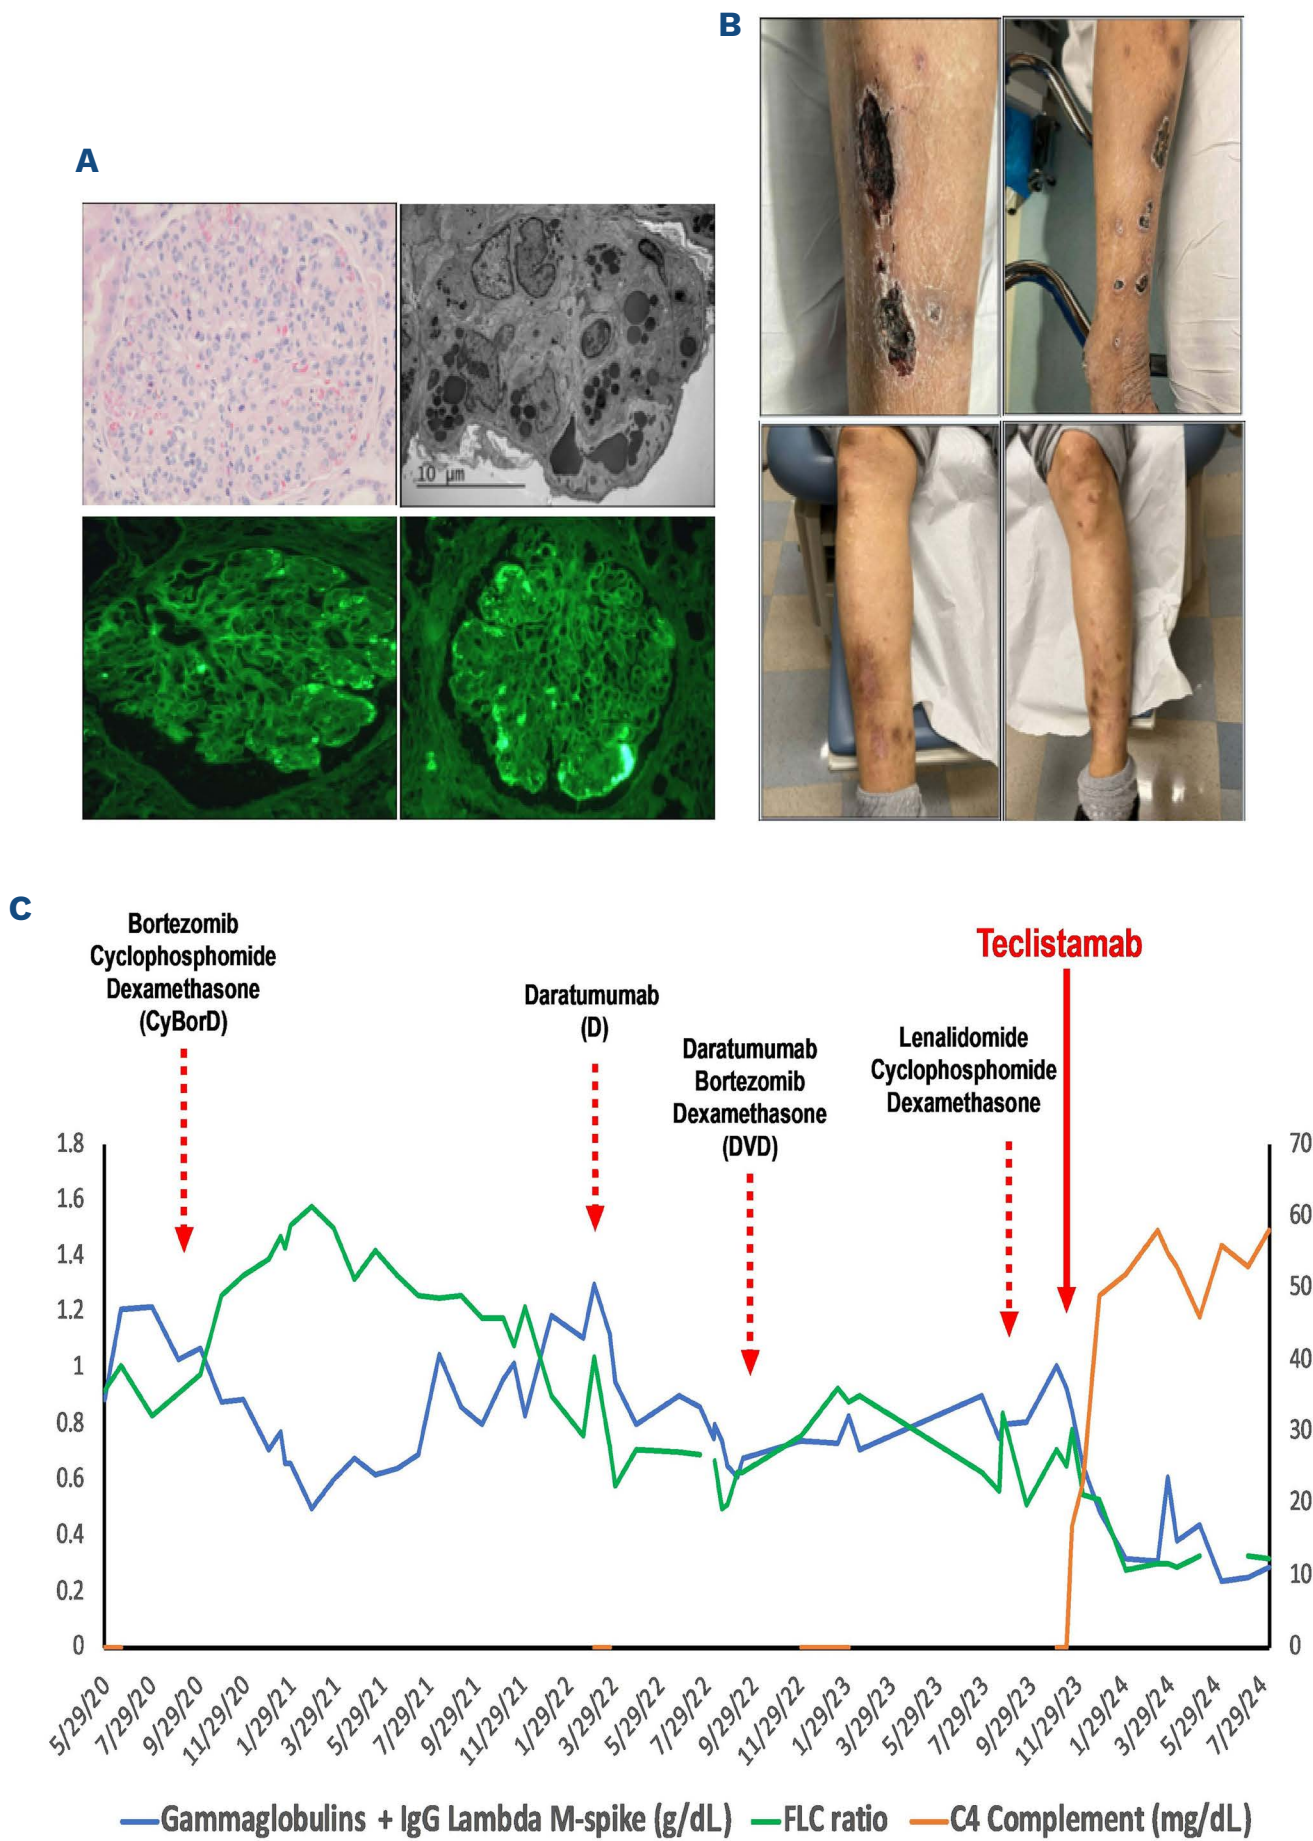 B
A
10 µm
C
Bortezomib
Cyclophosphomide
Dexamethasone
(CyBorD)
Daratumumab
(D)
Daratumumab
Bortezomib
Dexamethasone
(DVD)
Lenalidomide
Cyclophosphomide
Dexamethasone
Teclistamab
1.8
1.6
1.4
1.2
1
0.8
0.6
0.4
0.2
0
70
60
50
40
30
20
10
0
5/29/20
7/29/20
9/29/20
11/29/20
1/29/21
3/29/21
5/29/21
7/29/21
9/29/21
11/29/21
1/29/22
3/29/22
5/29/22
7/29/22
9/29/22
11/29/22
1/29/23
3/29/23
5/29/23
7/29/23
9/29/23
11/29/23
1/29/24
3/29/24
5/29/24
7/29/24
Gammaglobulins + IgG Lambda M-spike (g/dL) FLC ratio C4 Complement (mg/dL)